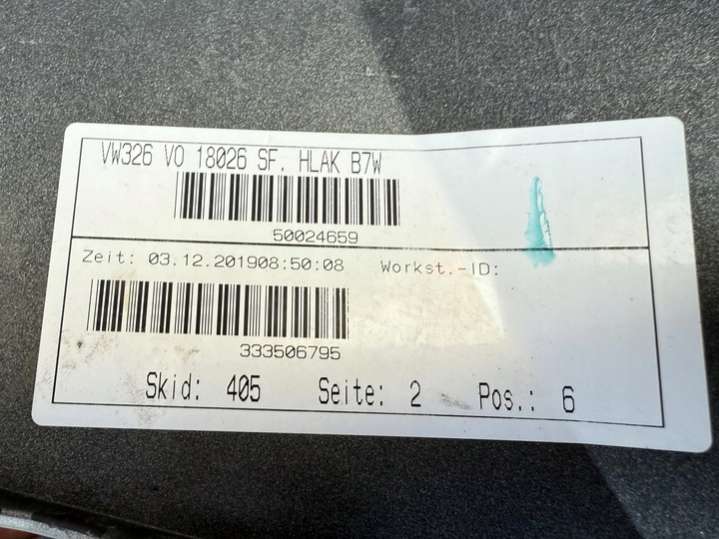 VW326 VO 18026 SF. HLAK B7W
50024659
Zeit: 03.12.201908:50:08 Workst.-ID:
333506795
Skid: 405 Seite: 2 Pos.: 6